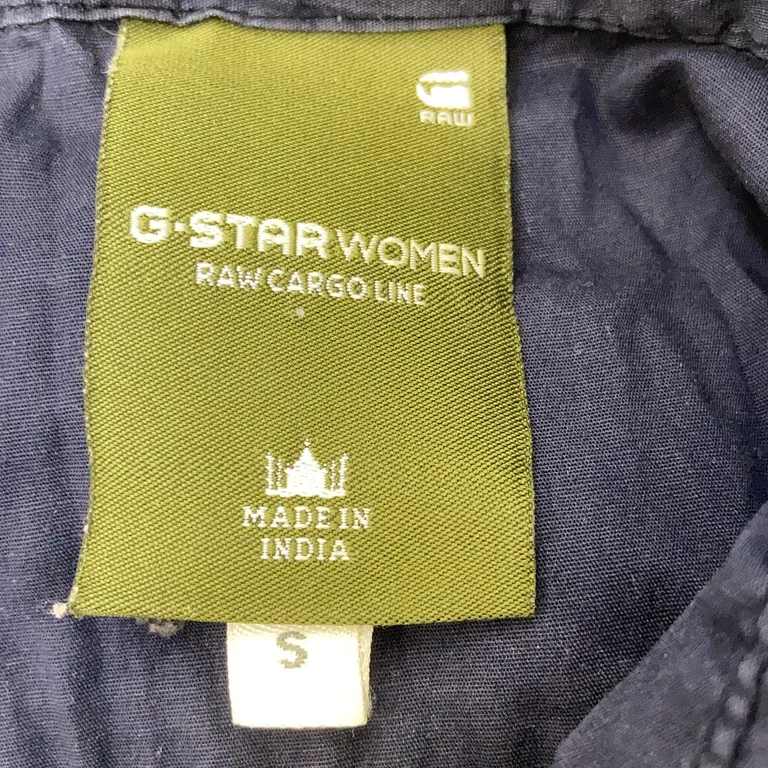 RAW
G-STAR WOMEN
RAW CARGO LINE
MADE IN
INDIA
S